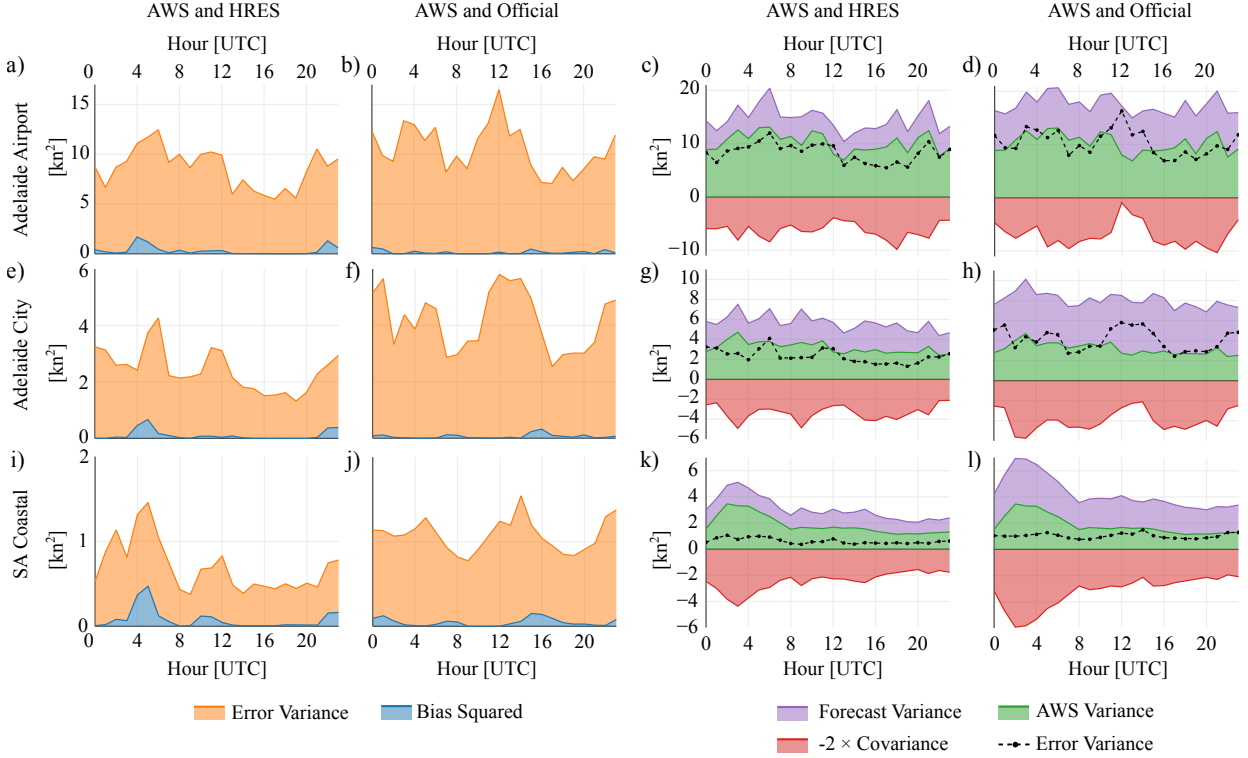 AWS and HRES AWS and Official AWS and HRES AWS and Official
Hour [UTC] Hour [UTC] Hour [UTC] Hour [UTC]
a) b) c) d)
0 4 8 12 16 20 0 4 8 12 16 20 0 4 8 12 16 20 0 4 8 12 16 20
Adelaide Airport
[kn²]
15
10
5
0
[kn²]
20
10
0
−10
e) f) g) h)
Adelaide City
[kn²]
6
4
2
0
[kn²]
10
8
6
4
2
0
−2
−4
−6
i) j) k) l)
SA Coastal
[kn²]
2
1
0
[kn²]
6
4
2
0
−2
−4
−6
0 4 8 12 16 20 0 4 8 12 16 20 0 4 8 12 16 20 0 4 8 12 16 20
Hour [UTC] Hour [UTC] Hour [UTC] Hour [UTC]
Error Variance Bias Squared Forecast Variance AWS Variance
-2 × Covariance Error Variance